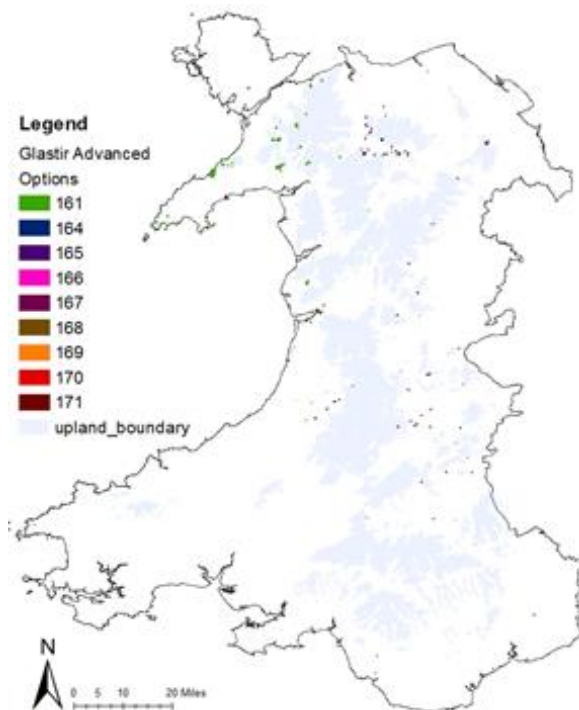 Legend
Glastir Advanced
Options
161
164
165
166
167
168
169
170
171
upland_boundary
N
0 5 10 20 Miles